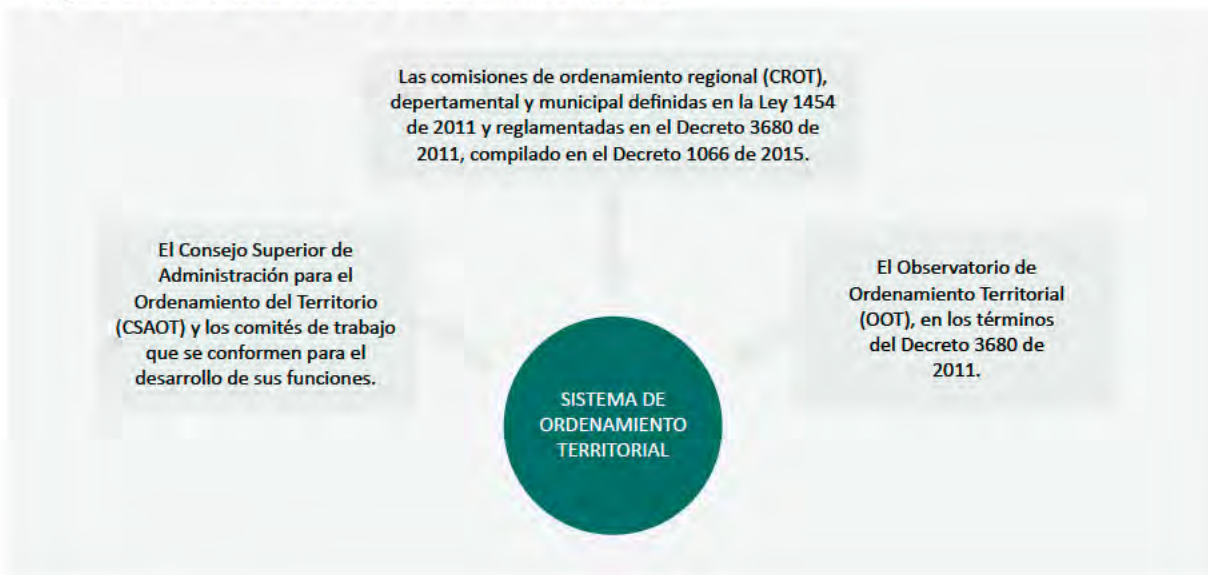 Las comisiones de ordenamiento regional (CROT),
depertamental y municipal definidas en la Ley 1454
de 2011 y reglamentadas en el Decreto 3680 de
2011, compilado en el Decreto 1066 de 2015.
El Consejo Superior de
Administración para el
Ordenamiento del Territorio
(CSAOT) y los comités de trabajo
que se conformen para el
desarrollo de sus funciones.
El Observatorio de
Ordenamiento Territorial
(OOT), en los términos
del Decreto 3680 de
2011.
SISTEMA DE
ORDENAMIENTO
TERRITORIAL